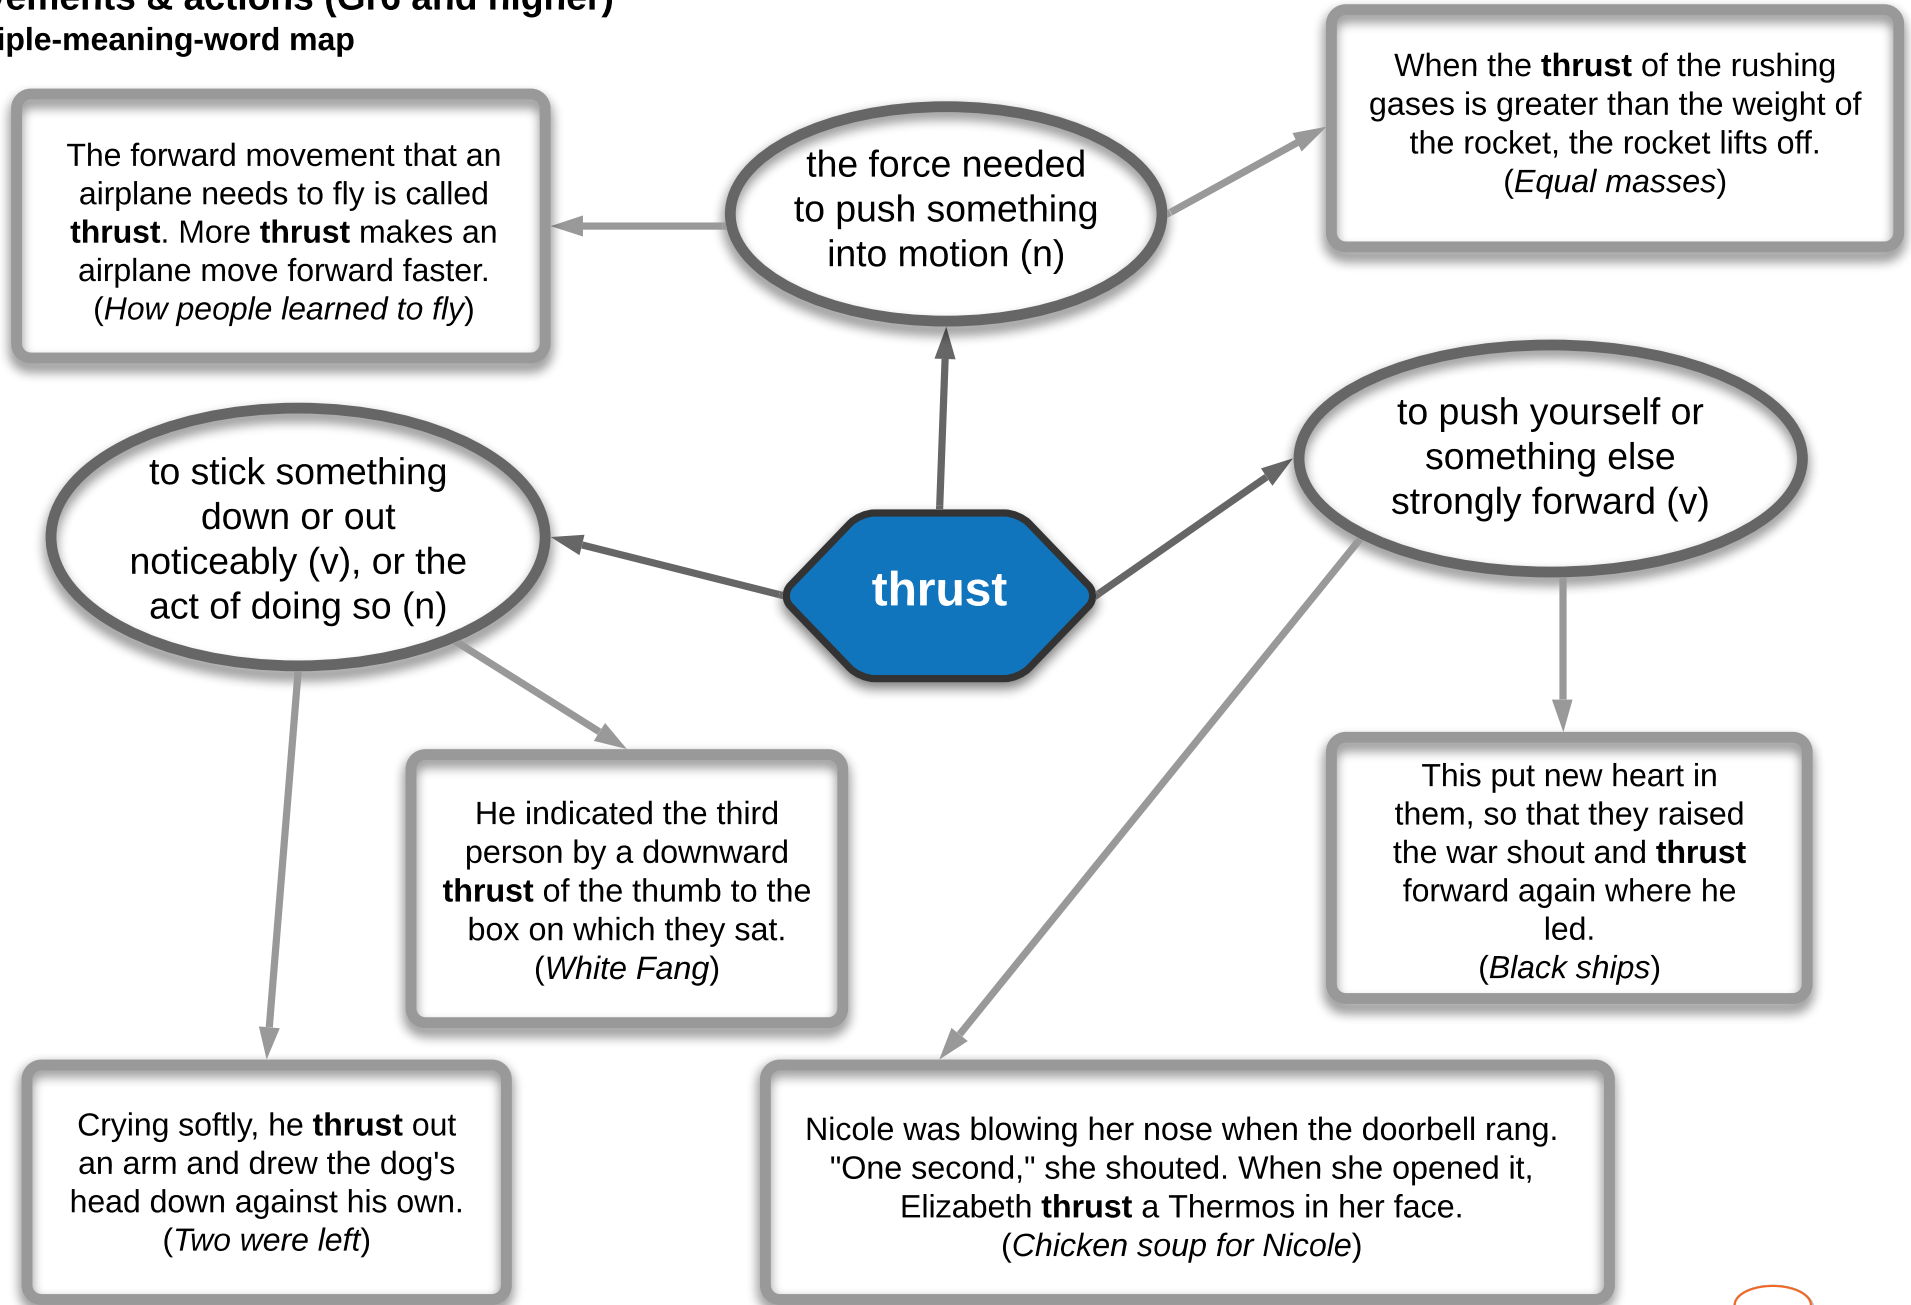 vements & actions (Gr6 and higher)
iple-meaning-word map
The forward movement that an
airplane needs to fly is called
thrust. More thrust makes an
airplane move forward faster.
(How people learned to fly)
the force needed
to push something
into motion (n)
When the thrust of the rushing
gases is greater than the weight of
the rocket, the rocket lifts off.
(Equal masses)
to stick something
down or out
noticeably (v), or the
act of doing so (n)
thrust
to push yourself or
something else
strongly forward (v)
He indicated the third
person by a downward
thrust of the thumb to the
box on which they sat.
(White Fang)
This put new heart in
them, so that they raised
the war shout and thrust
forward again where he
led.
(Black ships)
Crying softly, he thrust out
an arm and drew the dog's
head down against his own.
(Two were left)
Nicole was blowing her nose when the doorbell rang.
"One second," she shouted. When she opened it,
Elizabeth thrust a Thermos in her face.
(Chicken soup for Nicole)